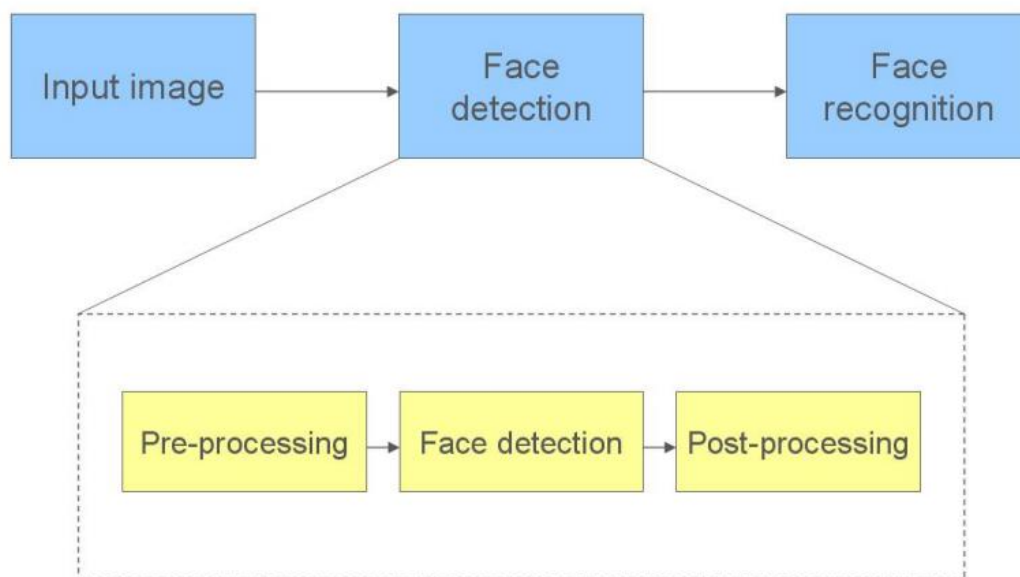 Input image
Face
detection
Face
recognition
Pre-processing
Face detection
Post-processing